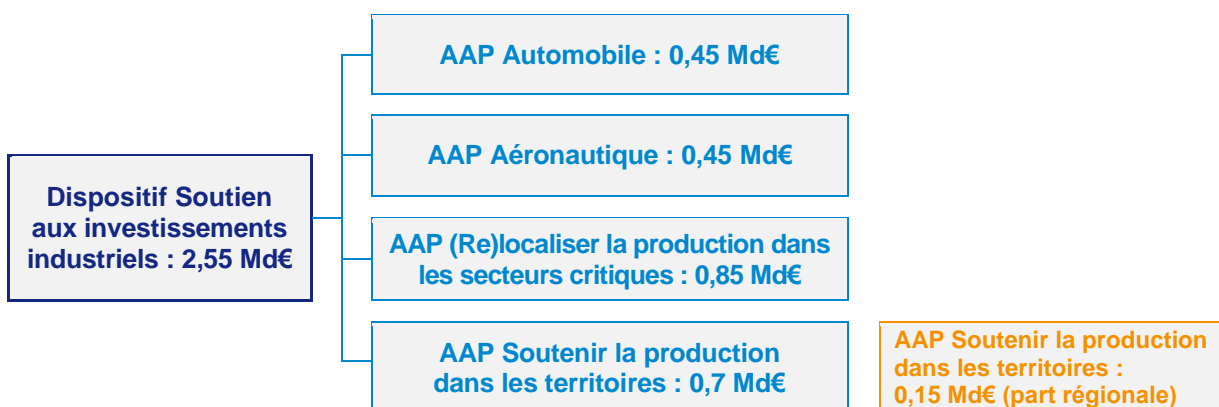 AAP Automobile : 0,45 Md€
AAP Aéronautique : 0,45 Md€
Dispositif Soutien
aux investissements
industriels : 2,55 Md€
AAP (Re)localiser la production dans
les secteurs critiques : 0,85 Md€
AAP Soutenir la production
dans les territoires : 0,7 Md€
AAP Soutenir la production
dans les territoires :
0,15 Md€ (part régionale)